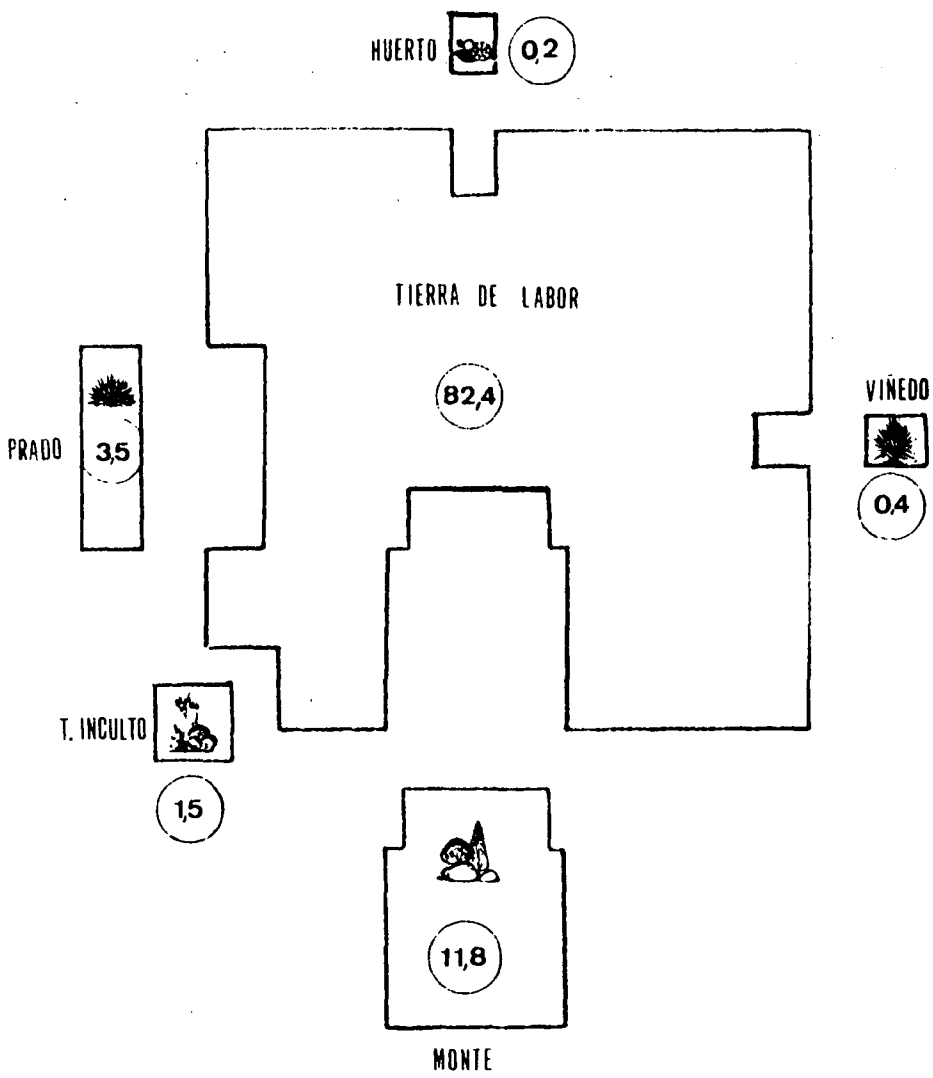 HUERTO
0,2
TIERRA DE LABOR
82,4
VIÑEDO
0,4
PRADO
3,5
T. INCULTO
1,5
11,8
MONTE